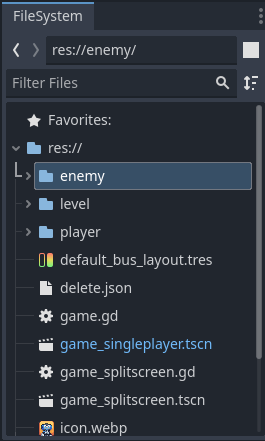 FileSystem
res://enemy/
Filter Files
Favorites:
res://
enemy
level
player
default_bus_layout.tres
delete.json
game.gd
game_singleplayer.tscn
game_splitscreen.gd
game_splitscreen.tscn
icon.webp